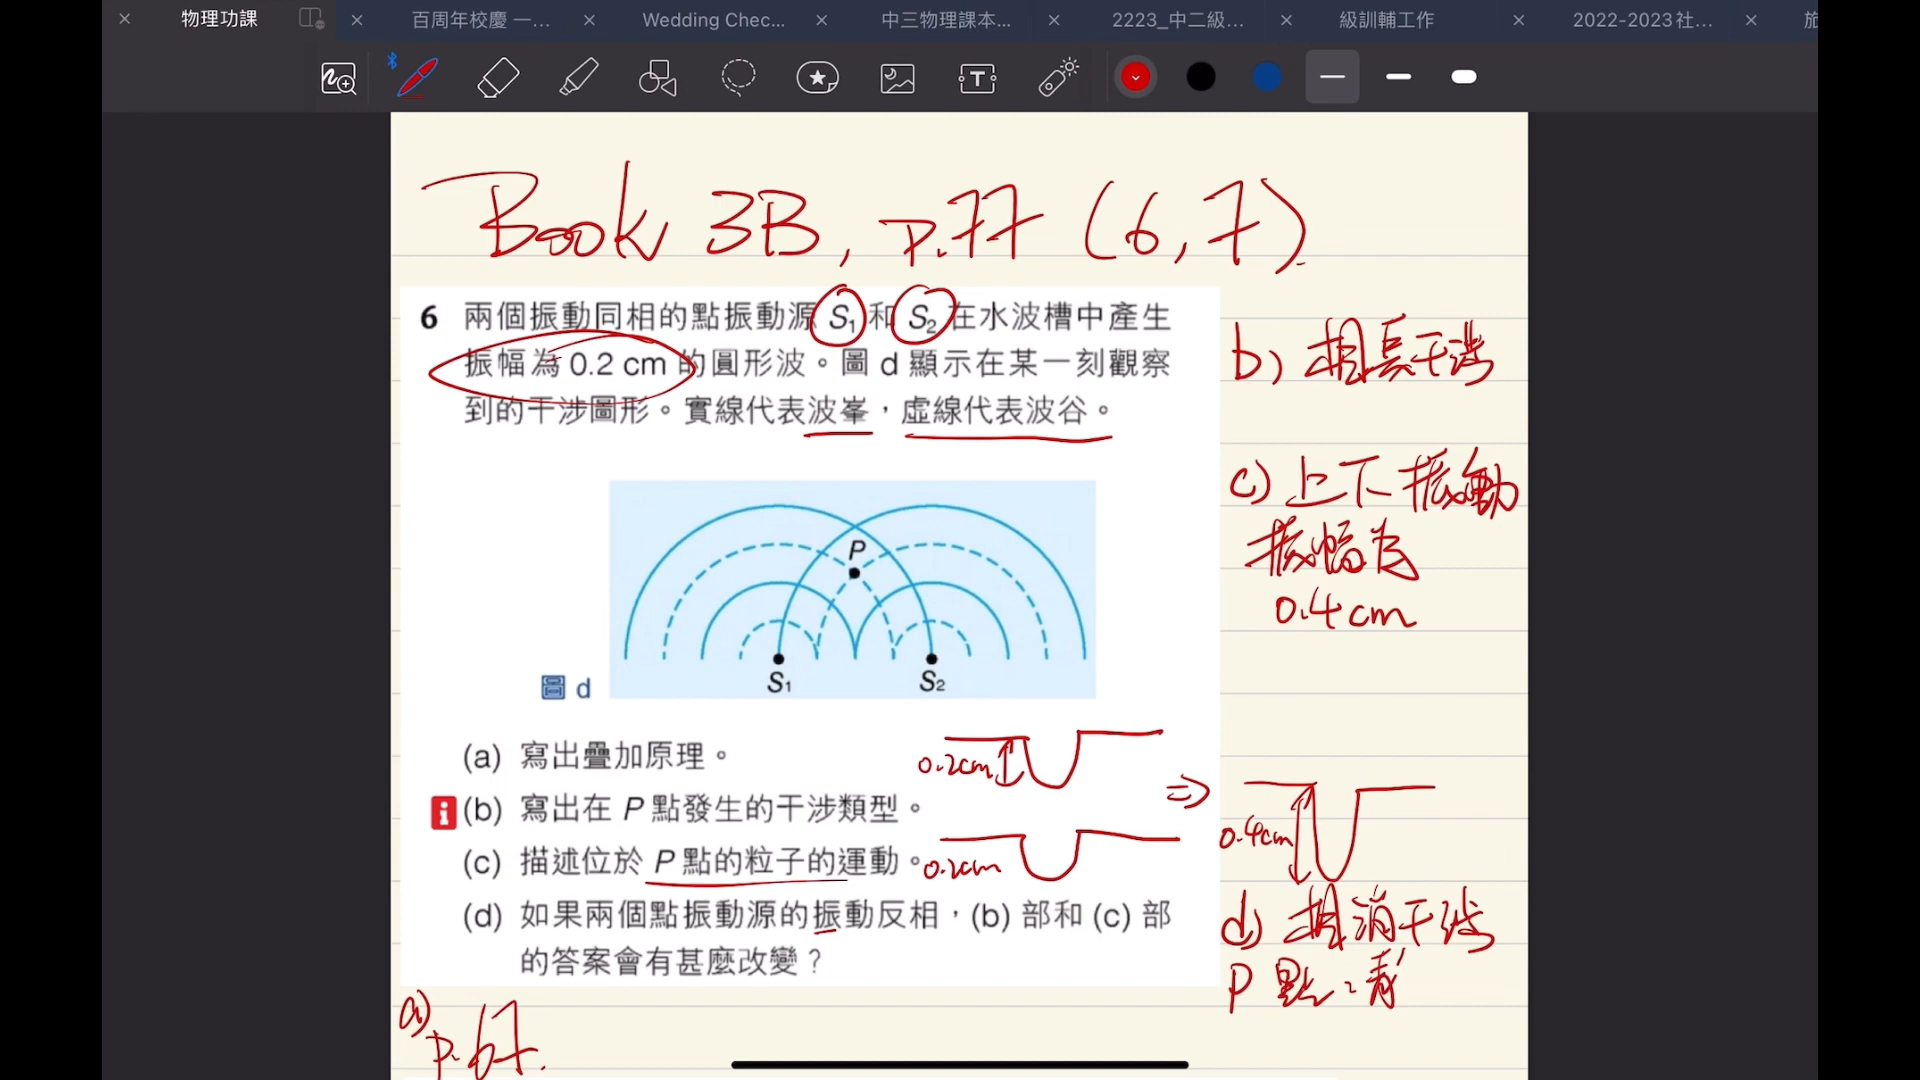 物理功課
百周年校慶 一...
Wedding Chec...
中三物理課本...
2223_中二級...
級訓輔工作
2022-2023社...
旅
Book 3B, p.77 (6,7).
6 兩個振動同相的點振動源 S₁ 和 S₂ 在水波槽中產生
振幅為 0.2 cm 的圓形波。圖 d 顯示在某一刻觀察
到的干涉圖形。實線代表波峯，虛線代表波谷。
P
S₁
S₂
圖 d
(a) 寫出疊加原理。
(b) 寫出在 P 點發生的干涉類型。
(c) 描述位於 P 點的粒子的運動。
(d) 如果兩個點振動源的振動反相，(b) 部和 (c) 部
的答案會有甚麼改變？
0.2cm
0.2cm
⇒
0.4cm
b) 相長干涉
c) 上下振動
振幅為
0.4cm
d) 相消干涉
P 點
a)
p.67.